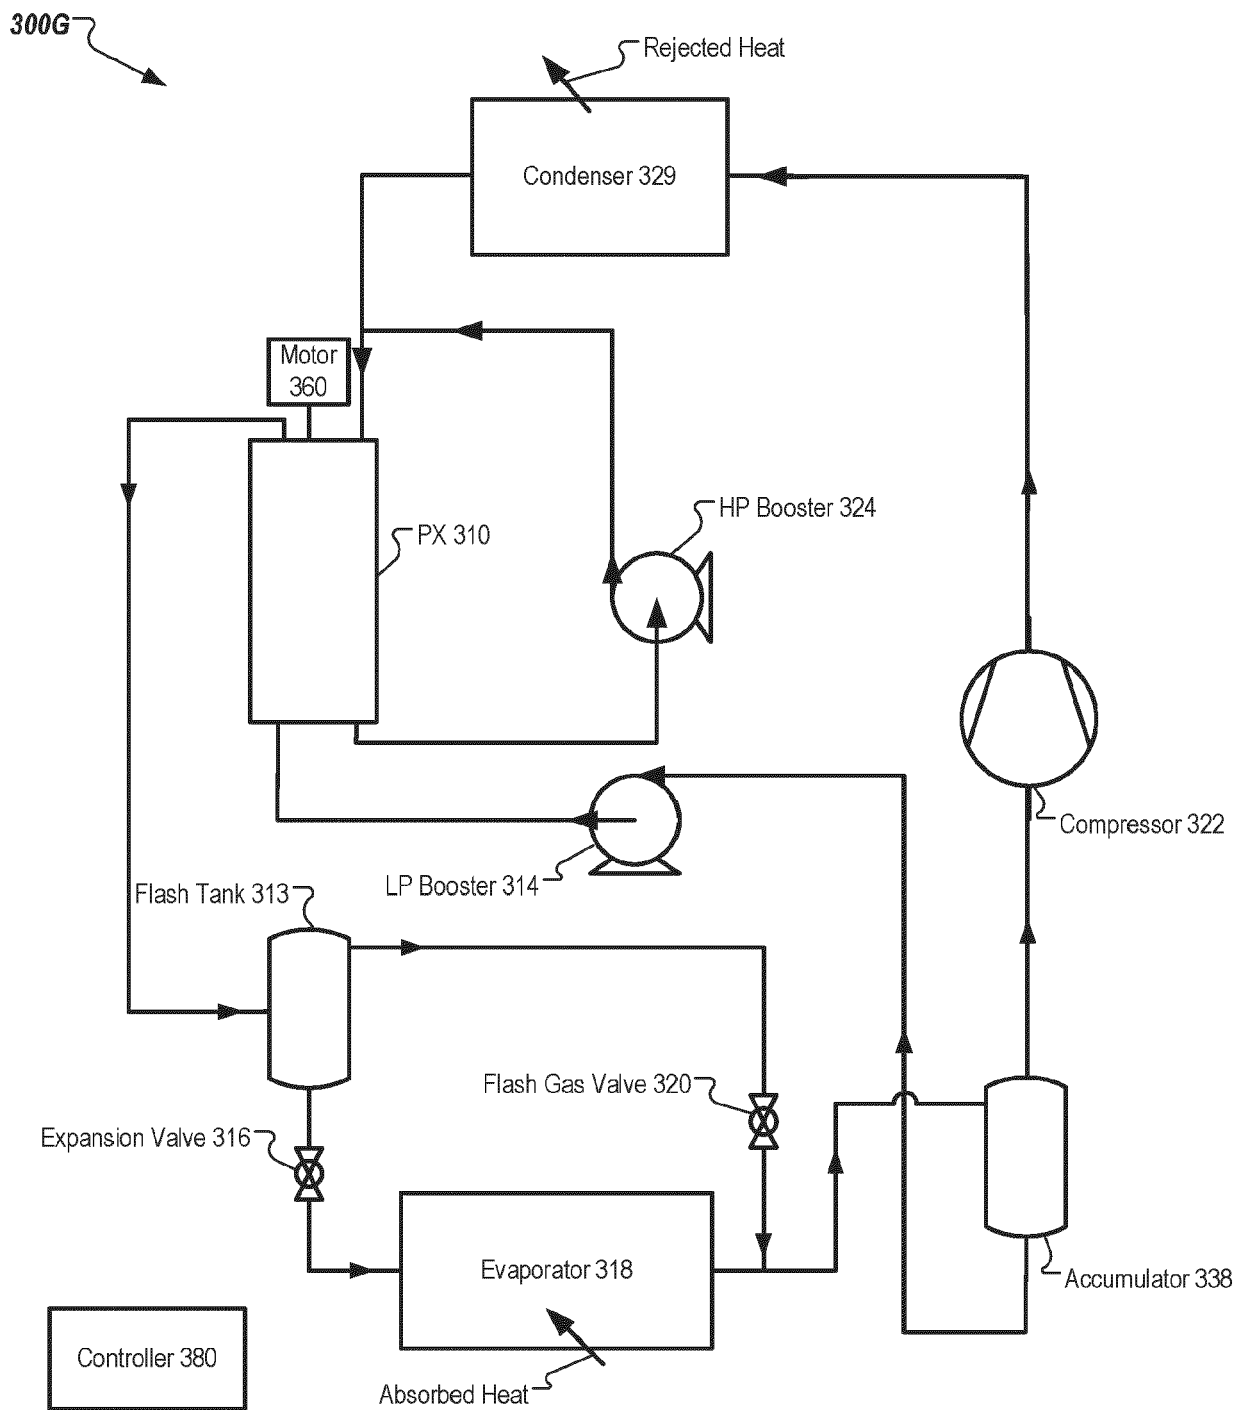 300G
Rejected Heat
Condenser 329
Motor
360
HP Booster 324
PX 310
Compressor 322
LP Booster 314
Flash Tank 313
Flash Gas Valve 320
Expansion Valve 316
Evaporator 318
Accumulator 338
Controller 380
Absorbed Heat